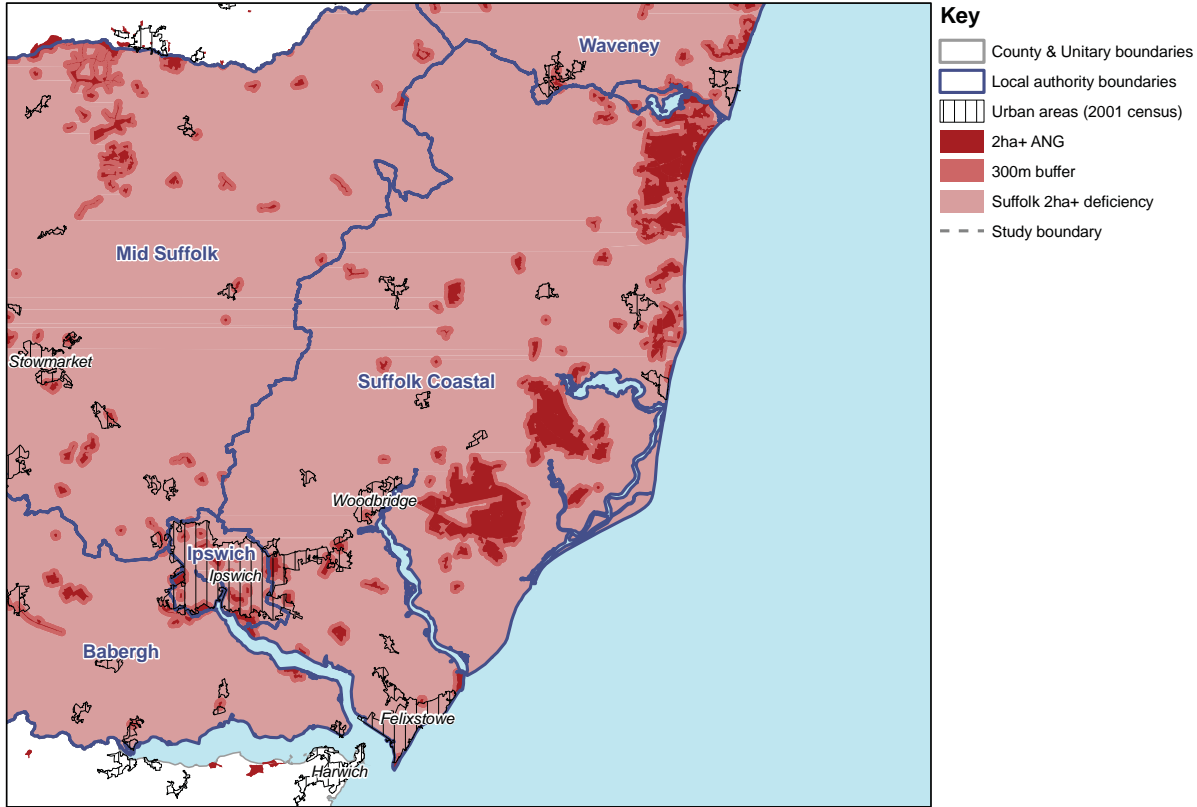 Key
County & Unitary boundaries
Local authority boundaries
Urban areas (2001 census)
2ha+ ANG
300m buffer
Suffolk 2ha+ deficiency
Study boundary
Waveney
Mid Suffolk
Stowmarket
Suffolk Coastal
Woodbridge
Ipswich
Ipswich
Babergh
Felixstowe
Harwich